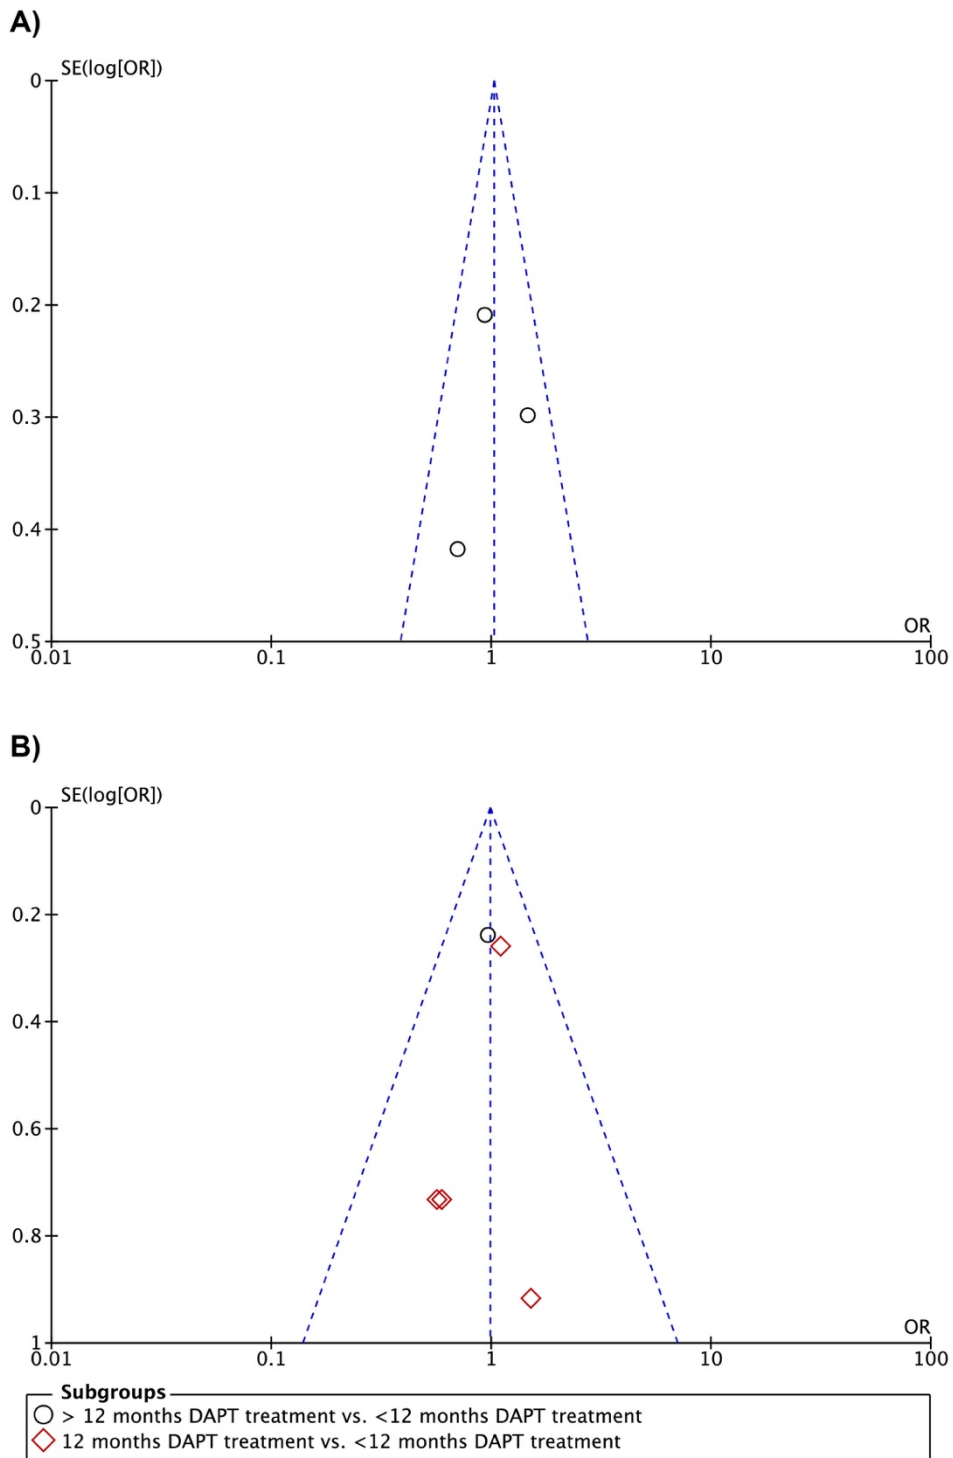 A)
SE(log[OR])
0
0.1
0.2
0.3
0.4
OR
0.5
0.01 0.1 1 10 100
B)
SE(log[OR])
0
0.2
0.4
0.6
0.8
OR
1
0.01 0.1 1 10 100
Subgroups
> 12 months DAPT treatment vs. <12 months DAPT treatment
12 months DAPT treatment vs. <12 months DAPT treatment